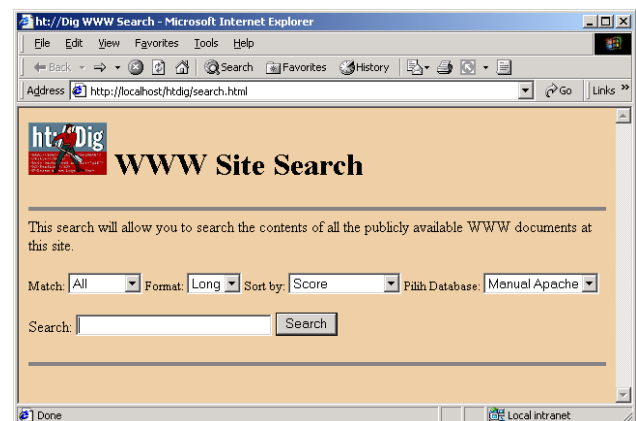 ht://Dig WWW Search - Microsoft Internet Explorer
File Edit View Favorites Tools Help
Back Search Favorites History
Address http://localhost/htdig/search.html Go Links »
ht://Dig
WWW Site Search
This search will allow you to search the contents of all the publicly available WWW documents at
this site.
Match: All Format: Long Sort by: Score Pilih Database: Manual Apache
Search: Search
Done Local intranet